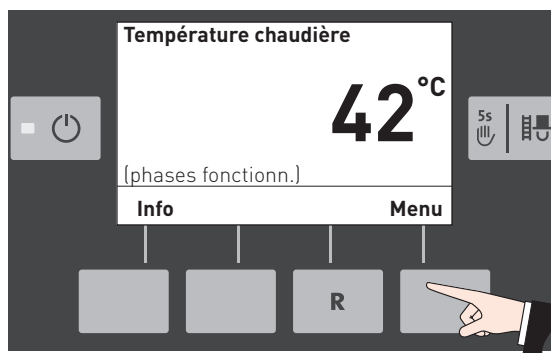 Température chaudière
42 °C
5s
(phases fonctionn.)
Info Menu
R